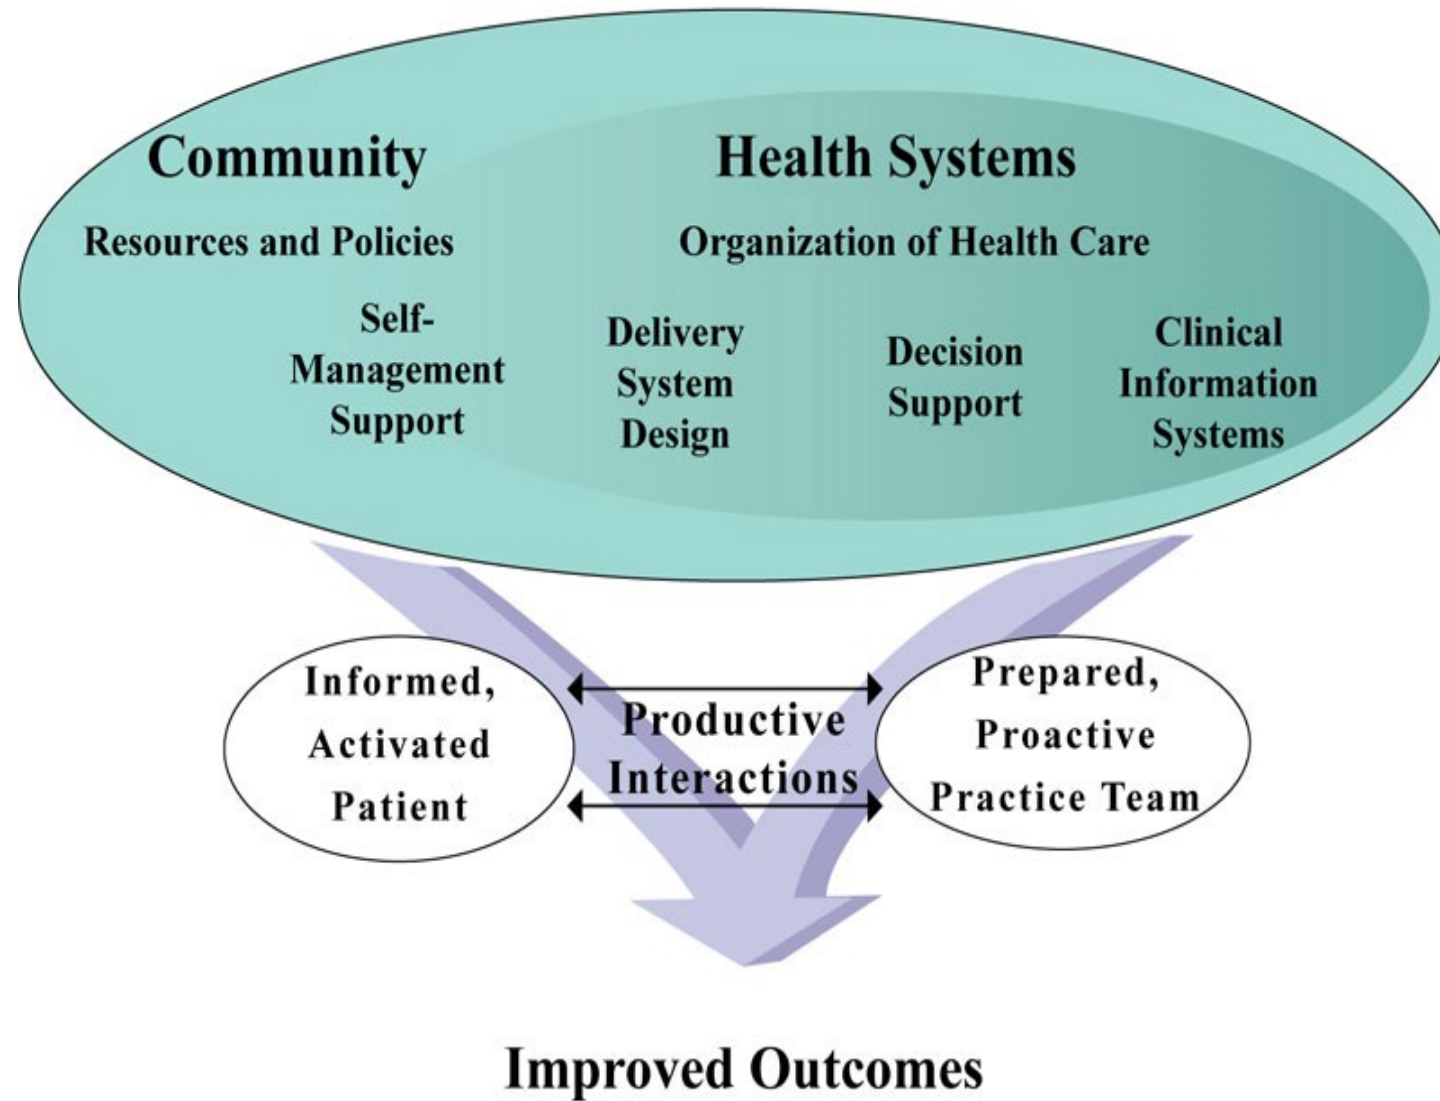 Community
Health Systems
Resources and Policies
Organization of Health Care
Self-
Management
Support
Delivery
System
Design
Decision
Support
Clinical
Information
Systems
Informed,
Activated
Patient
Productive
Interactions
Prepared,
Proactive
Practice Team
Improved Outcomes